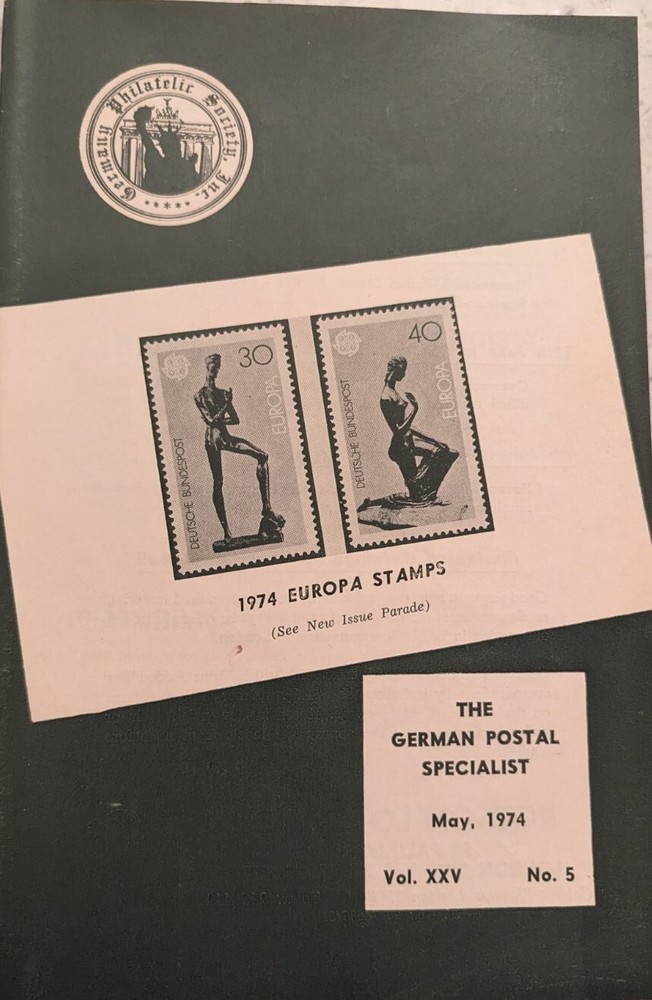 Germany Philatelic Society, Inc.
30
EUROPA
DEUTSCHE BUNDESPOST
40
EUROPA
DEUTSCHE BUNDESPOST
1974 EUROPA STAMPS
(See New Issue Parade)
THE
GERMAN POSTAL
SPECIALIST
May, 1974
Vol. XXV No. 5